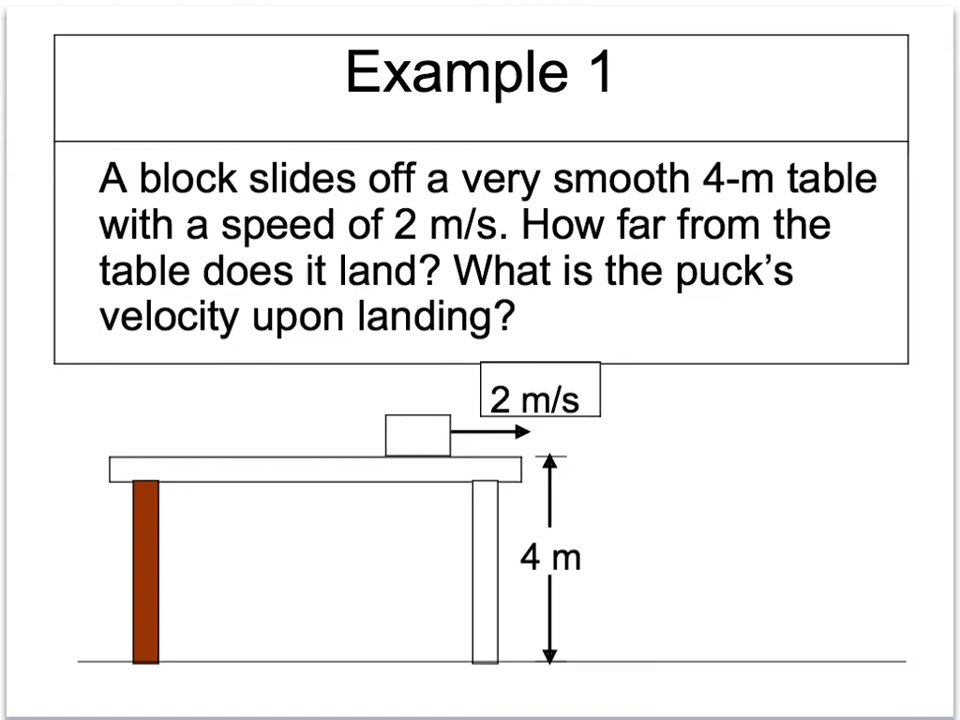 Example 1
A block slides off a very smooth 4-m table
with a speed of 2 m/s. How far from the
table does it land? What is the puck’s
velocity upon landing?
2 m/s
4 m